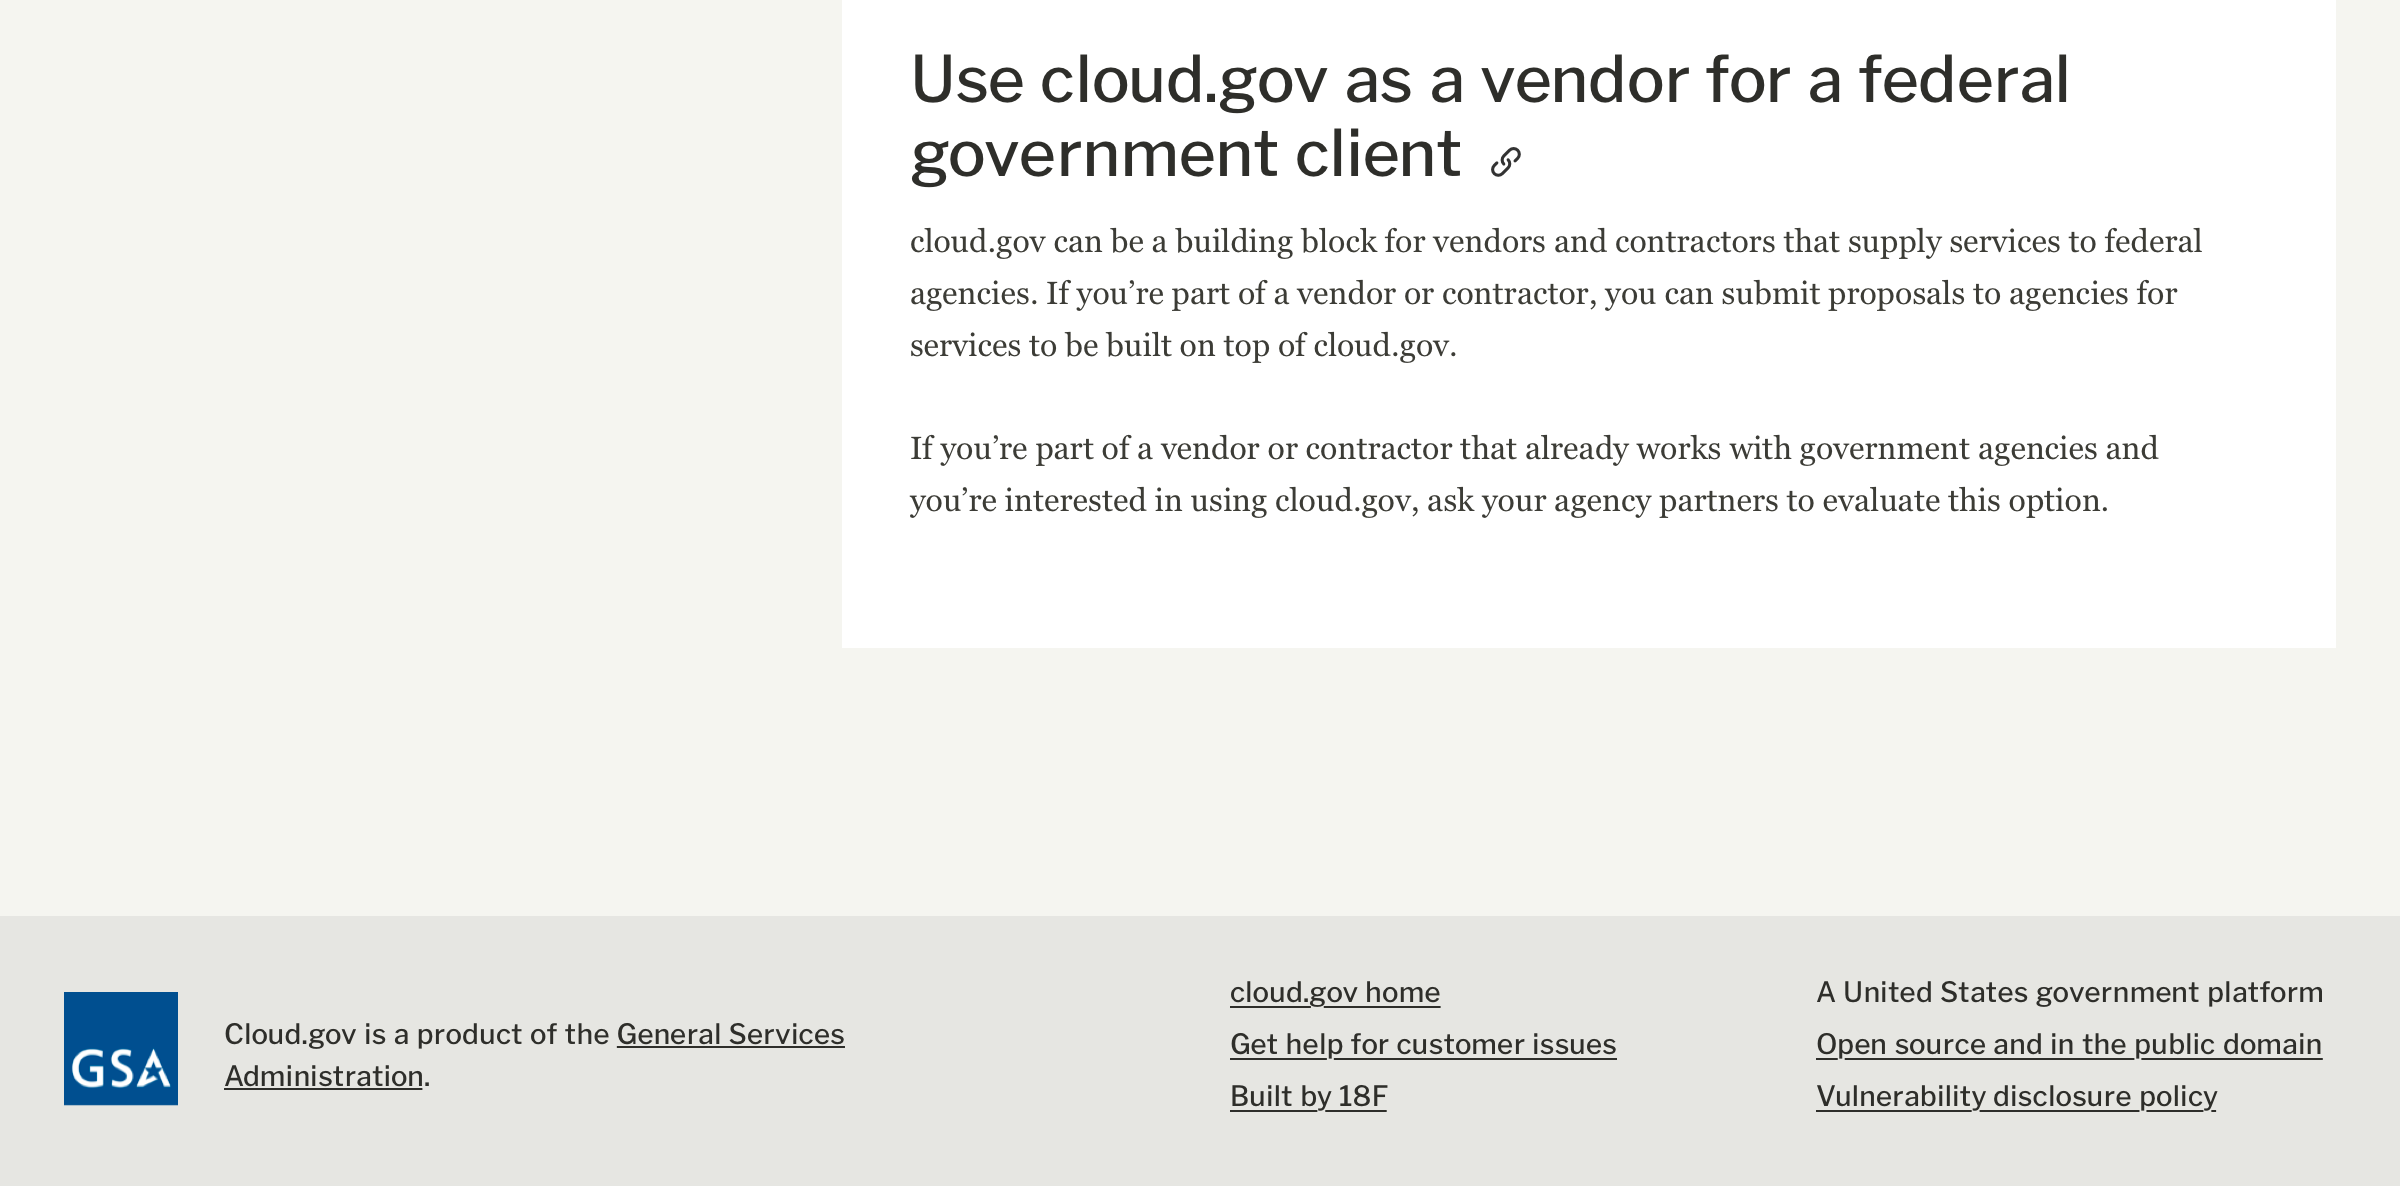 Use cloud.gov as a vendor for a federal
government client
cloud.gov can be a building block for vendors and contractors that supply services to federal
agencies. If you’re part of a vendor or contractor, you can submit proposals to agencies for
services to be built on top of cloud.gov.
If you’re part of a vendor or contractor that already works with government agencies and
you’re interested in using cloud.gov, ask your agency partners to evaluate this option.
GSA
Cloud.gov is a product of the General Services
Administration.
cloud.gov home
Get help for customer issues
Built by 18F
A United States government platform
Open source and in the public domain
Vulnerability disclosure policy